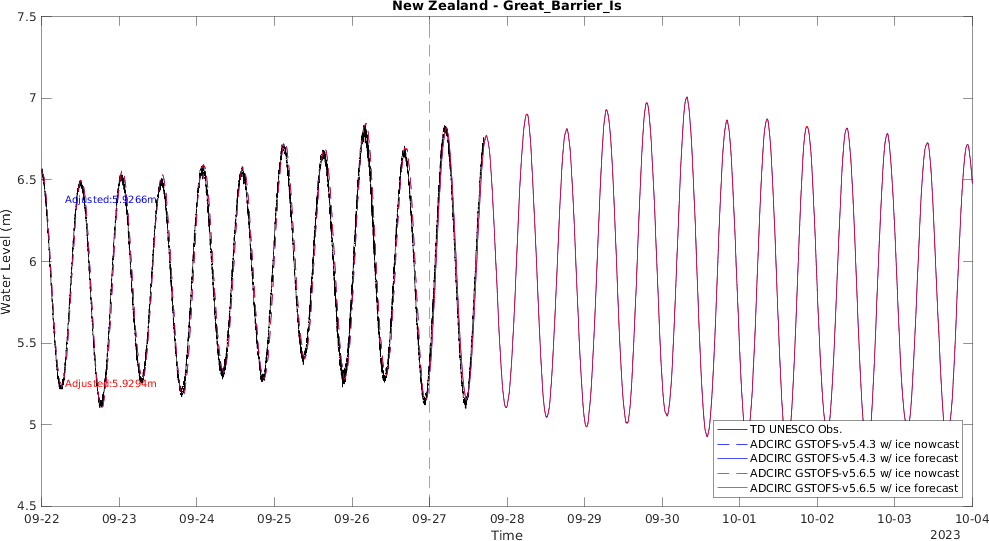 New Zealand - Great_Barrier_Is
7.5
7
6.5
6
5.5
5
4.5
Water Level (m)
Adjusted:5.9266m
Adjusted:5.9294m
TD UNESCO Obs.
ADCIRC GSTOFS-v5.4.3 w/ ice nowcast
ADCIRC GSTOFS-v5.4.3 w/ ice forecast
ADCIRC GSTOFS-v5.6.5 w/ ice nowcast
ADCIRC GSTOFS-v5.6.5 w/ ice forecast
09-22 09-23 09-24 09-25 09-26 09-27 09-28 09-29 09-30 10-01 10-02 10-03 10-04
Time
2023